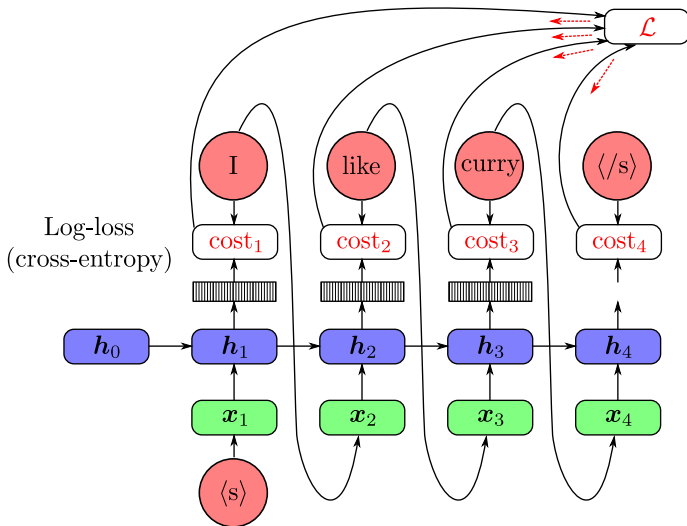 𝓛
I like curry ⟨/s⟩
Log-loss
(cross-entropy)
cost₁ cost₂ cost₃ cost₄
h₀ h₁ h₂ h₃ h₄
x₁ x₂ x₃ x₄
⟨s⟩